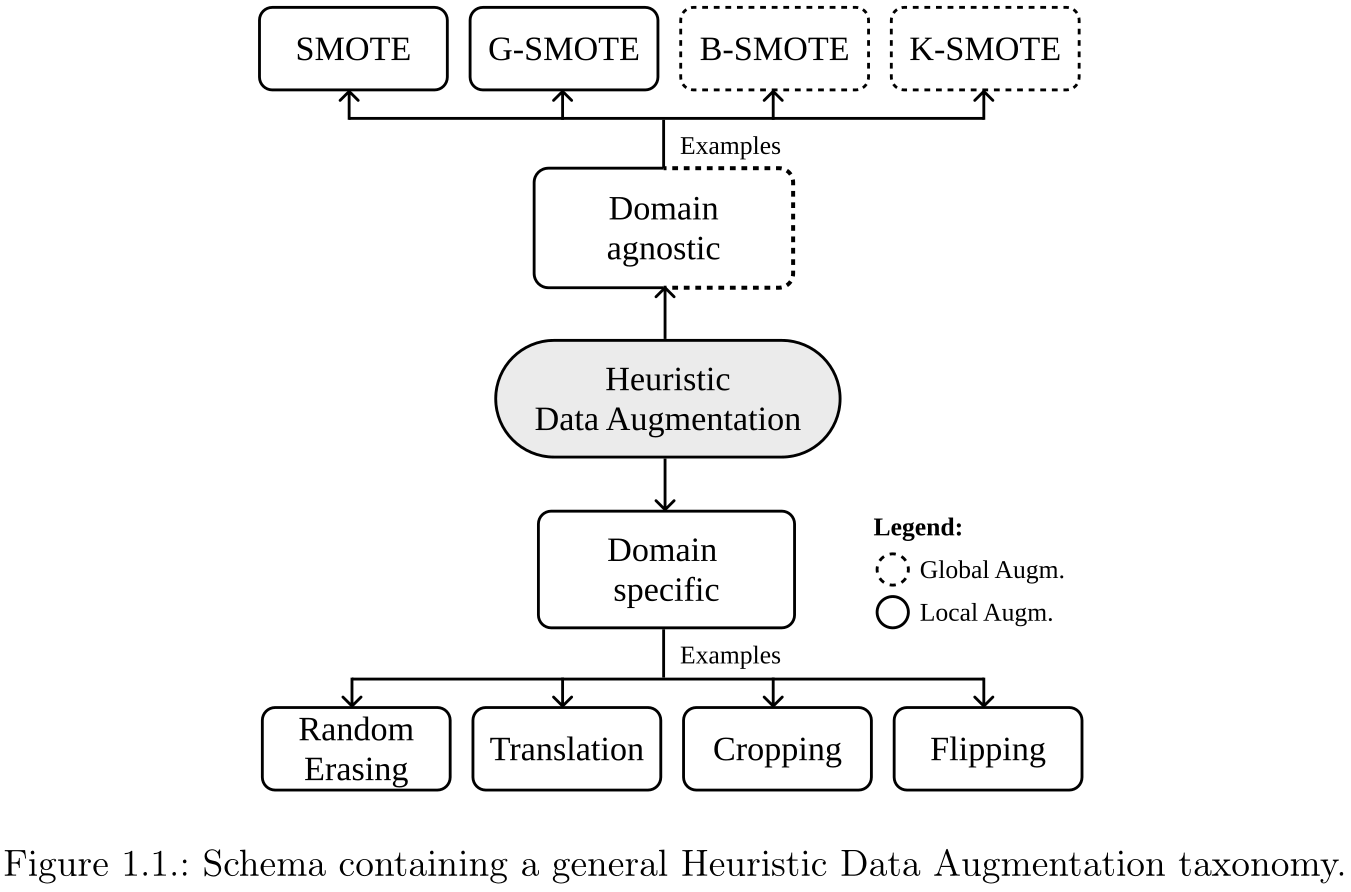 SMOTE G-SMOTE B-SMOTE K-SMOTE
Examples
Domain
agnostic
Heuristic
Data Augmentation
Domain
specific
Legend:
Global Augm.
Local Augm.
Examples
Random
Erasing
Translation
Cropping
Flipping
Figure 1.1.: Schema containing a general Heuristic Data Augmentation taxonomy.